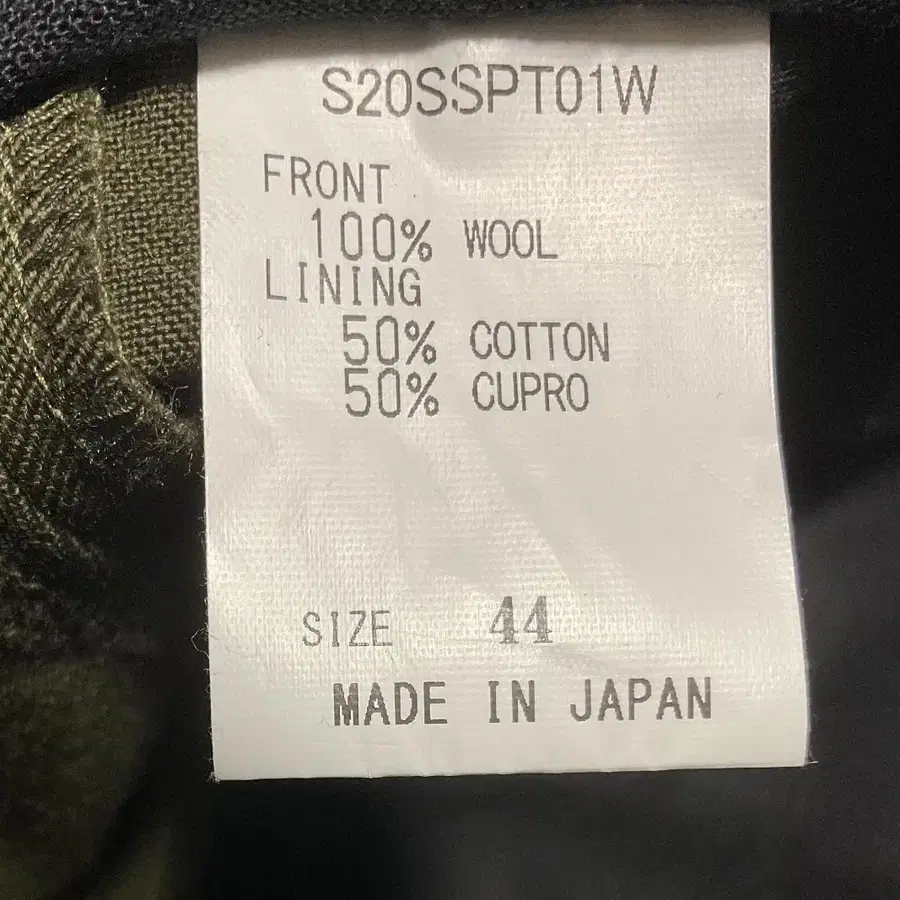 S20SSPT01W
FRONT
100% WOOL
LINING
50% COTTON
50% CUPRO
SIZE 44
MADE IN JAPAN